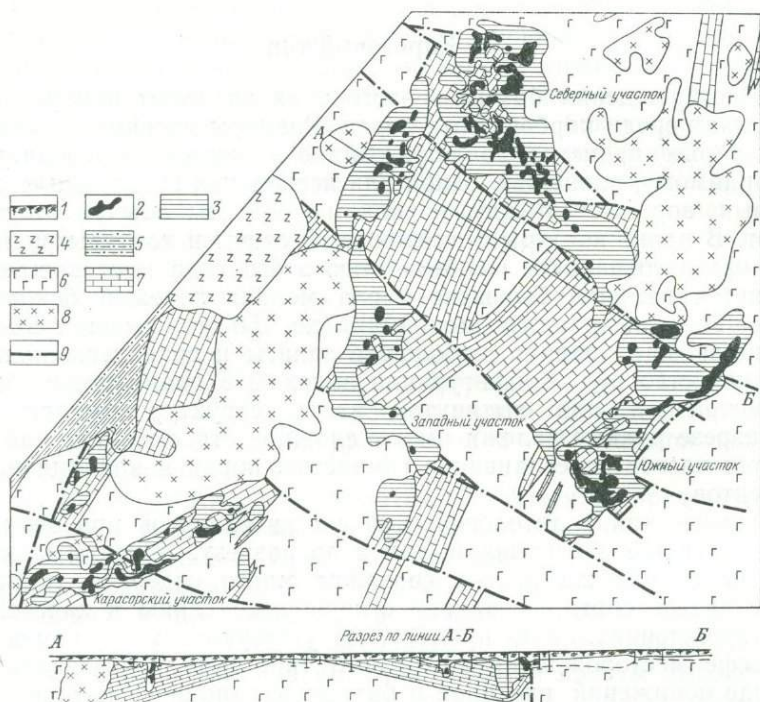 Северный участок
А
1 2 3
4 5
6 7
8
9
Б
Западный участок
Южный участок
Карасорский участок
А Разрез по линии А-Б Б